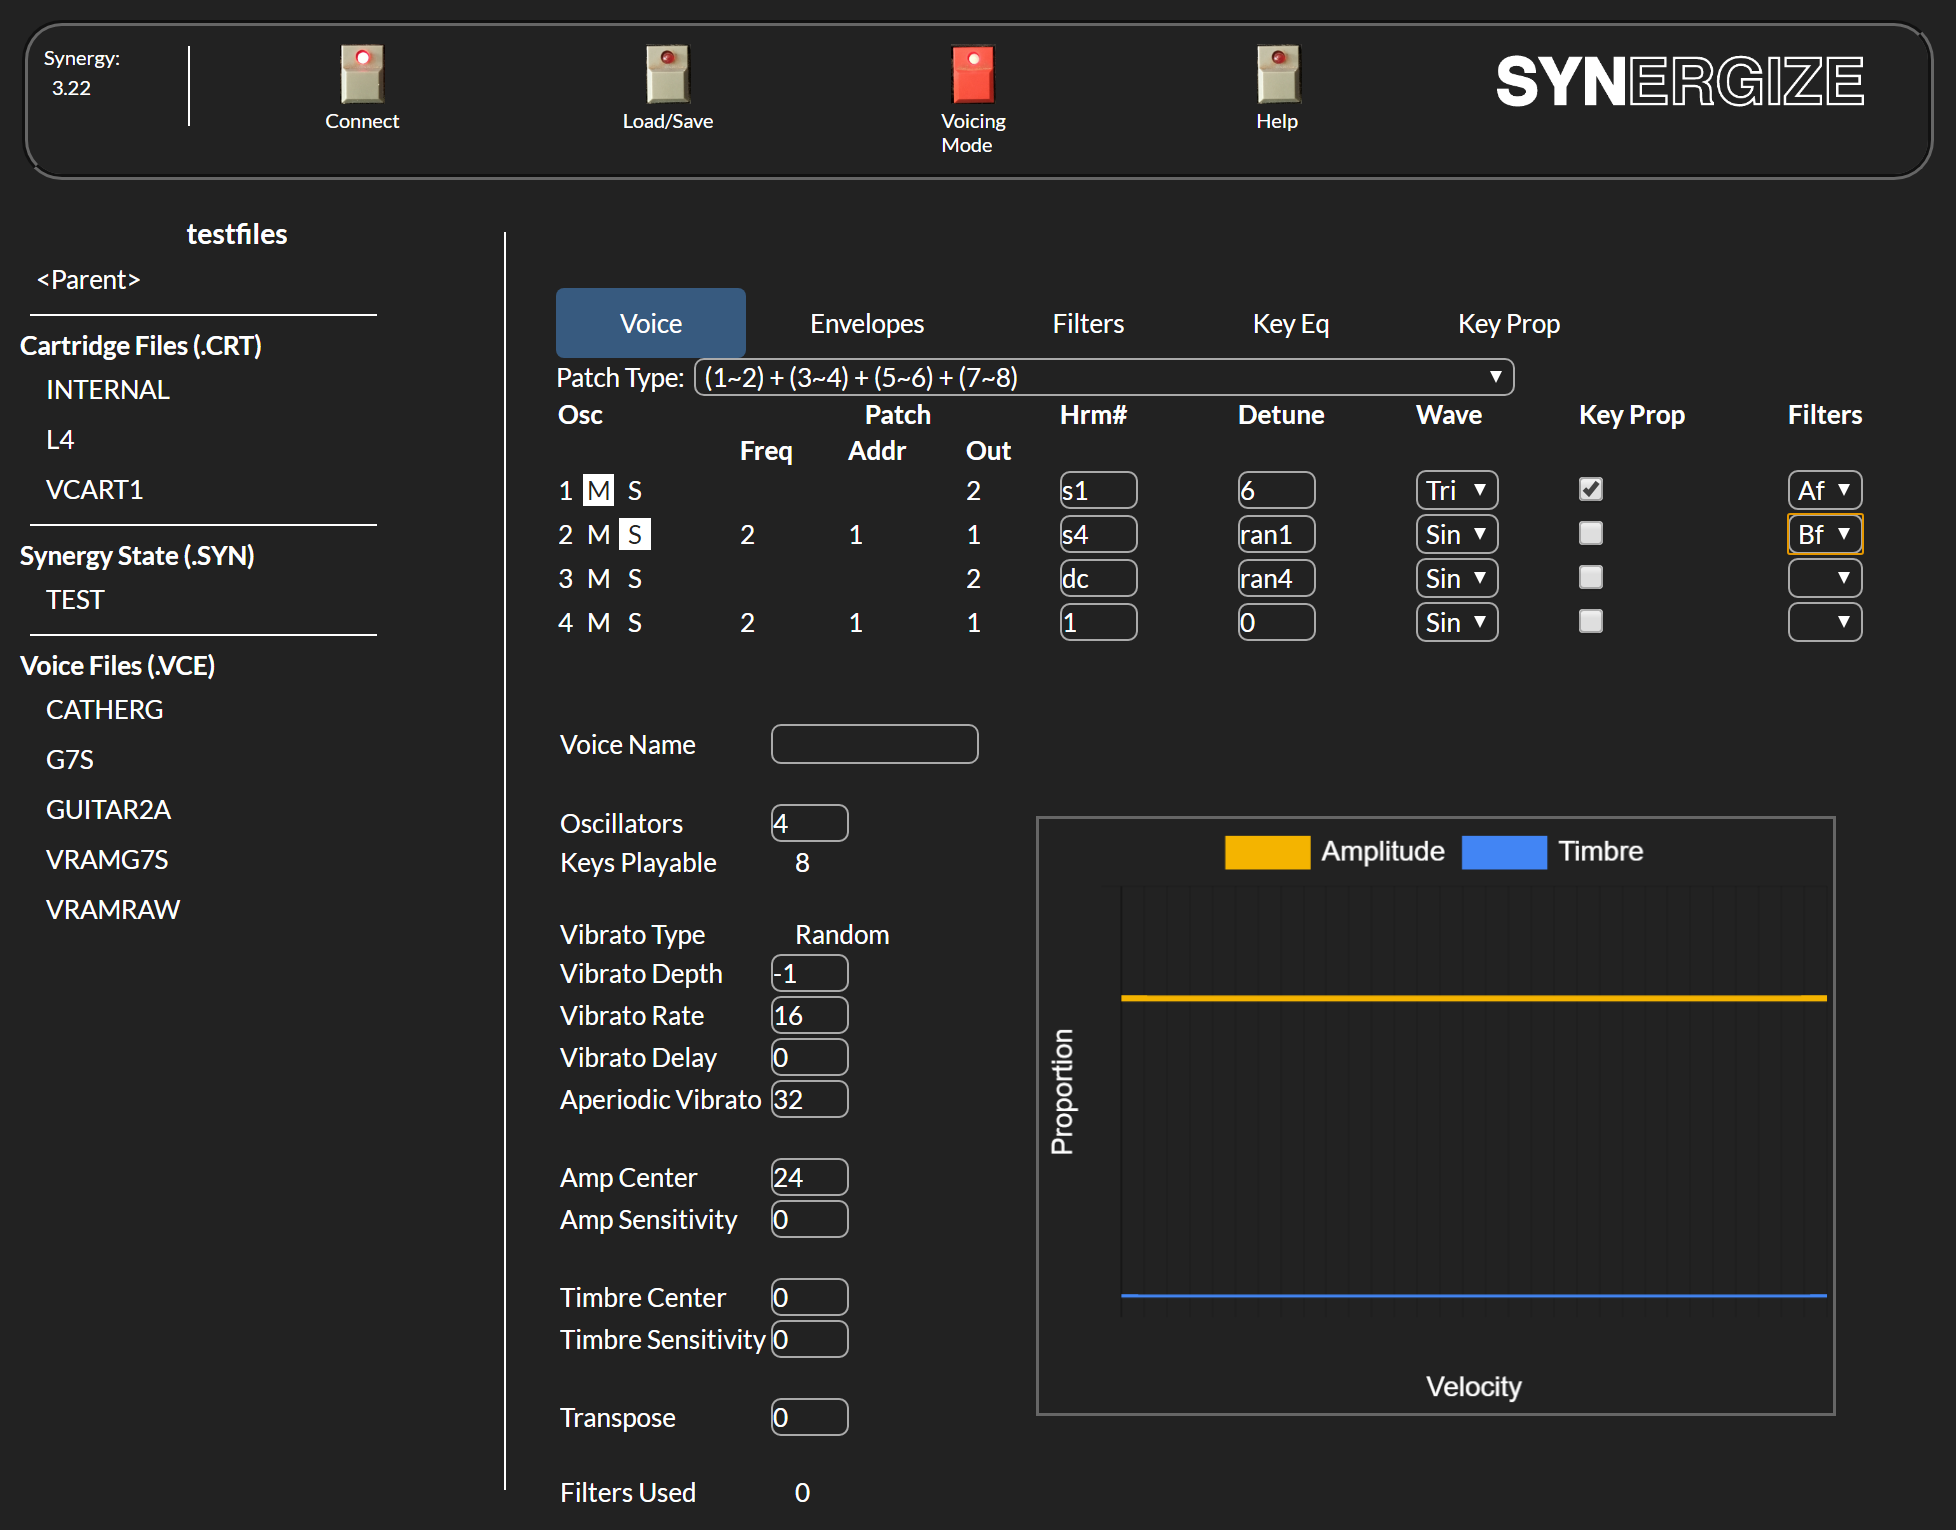 Synergy:
3.22
Connect
Load/Save
Voicing
Mode
Help
SYNERGIZE
testfiles
<Parent>
Cartridge Files (.CRT)
INTERNAL
L4
VCART1
Synergy State (.SYN)
TEST
Voice Files (.VCE)
CATHERG
G7S
GUITAR2A
VRAMG7S
VRAMRAW
Voice Envelopes Filters Key Eq Key Prop
Patch Type: (1~2) + (3~4) + (5~6) + (7~8)
Osc Patch Hrm# Detune Wave Key Prop Filters
Freq Addr Out
1 M S 2 s1 6 Tri Af
2 M S 2 1 1 s4 ran1 Sin Bf
3 M S 2 dc ran4 Sin
4 M S 2 1 1 1 0 Sin
Voice Name
Oscillators 4
Keys Playable 8
Vibrato Type Random
Vibrato Depth -1
Vibrato Rate 16
Vibrato Delay 0
Aperiodic Vibrato 32
Amp Center 24
Amp Sensitivity 0
Timbre Center 0
Timbre Sensitivity 0
Transpose 0
Filters Used 0
Amplitude Timbre
Proportion
Velocity